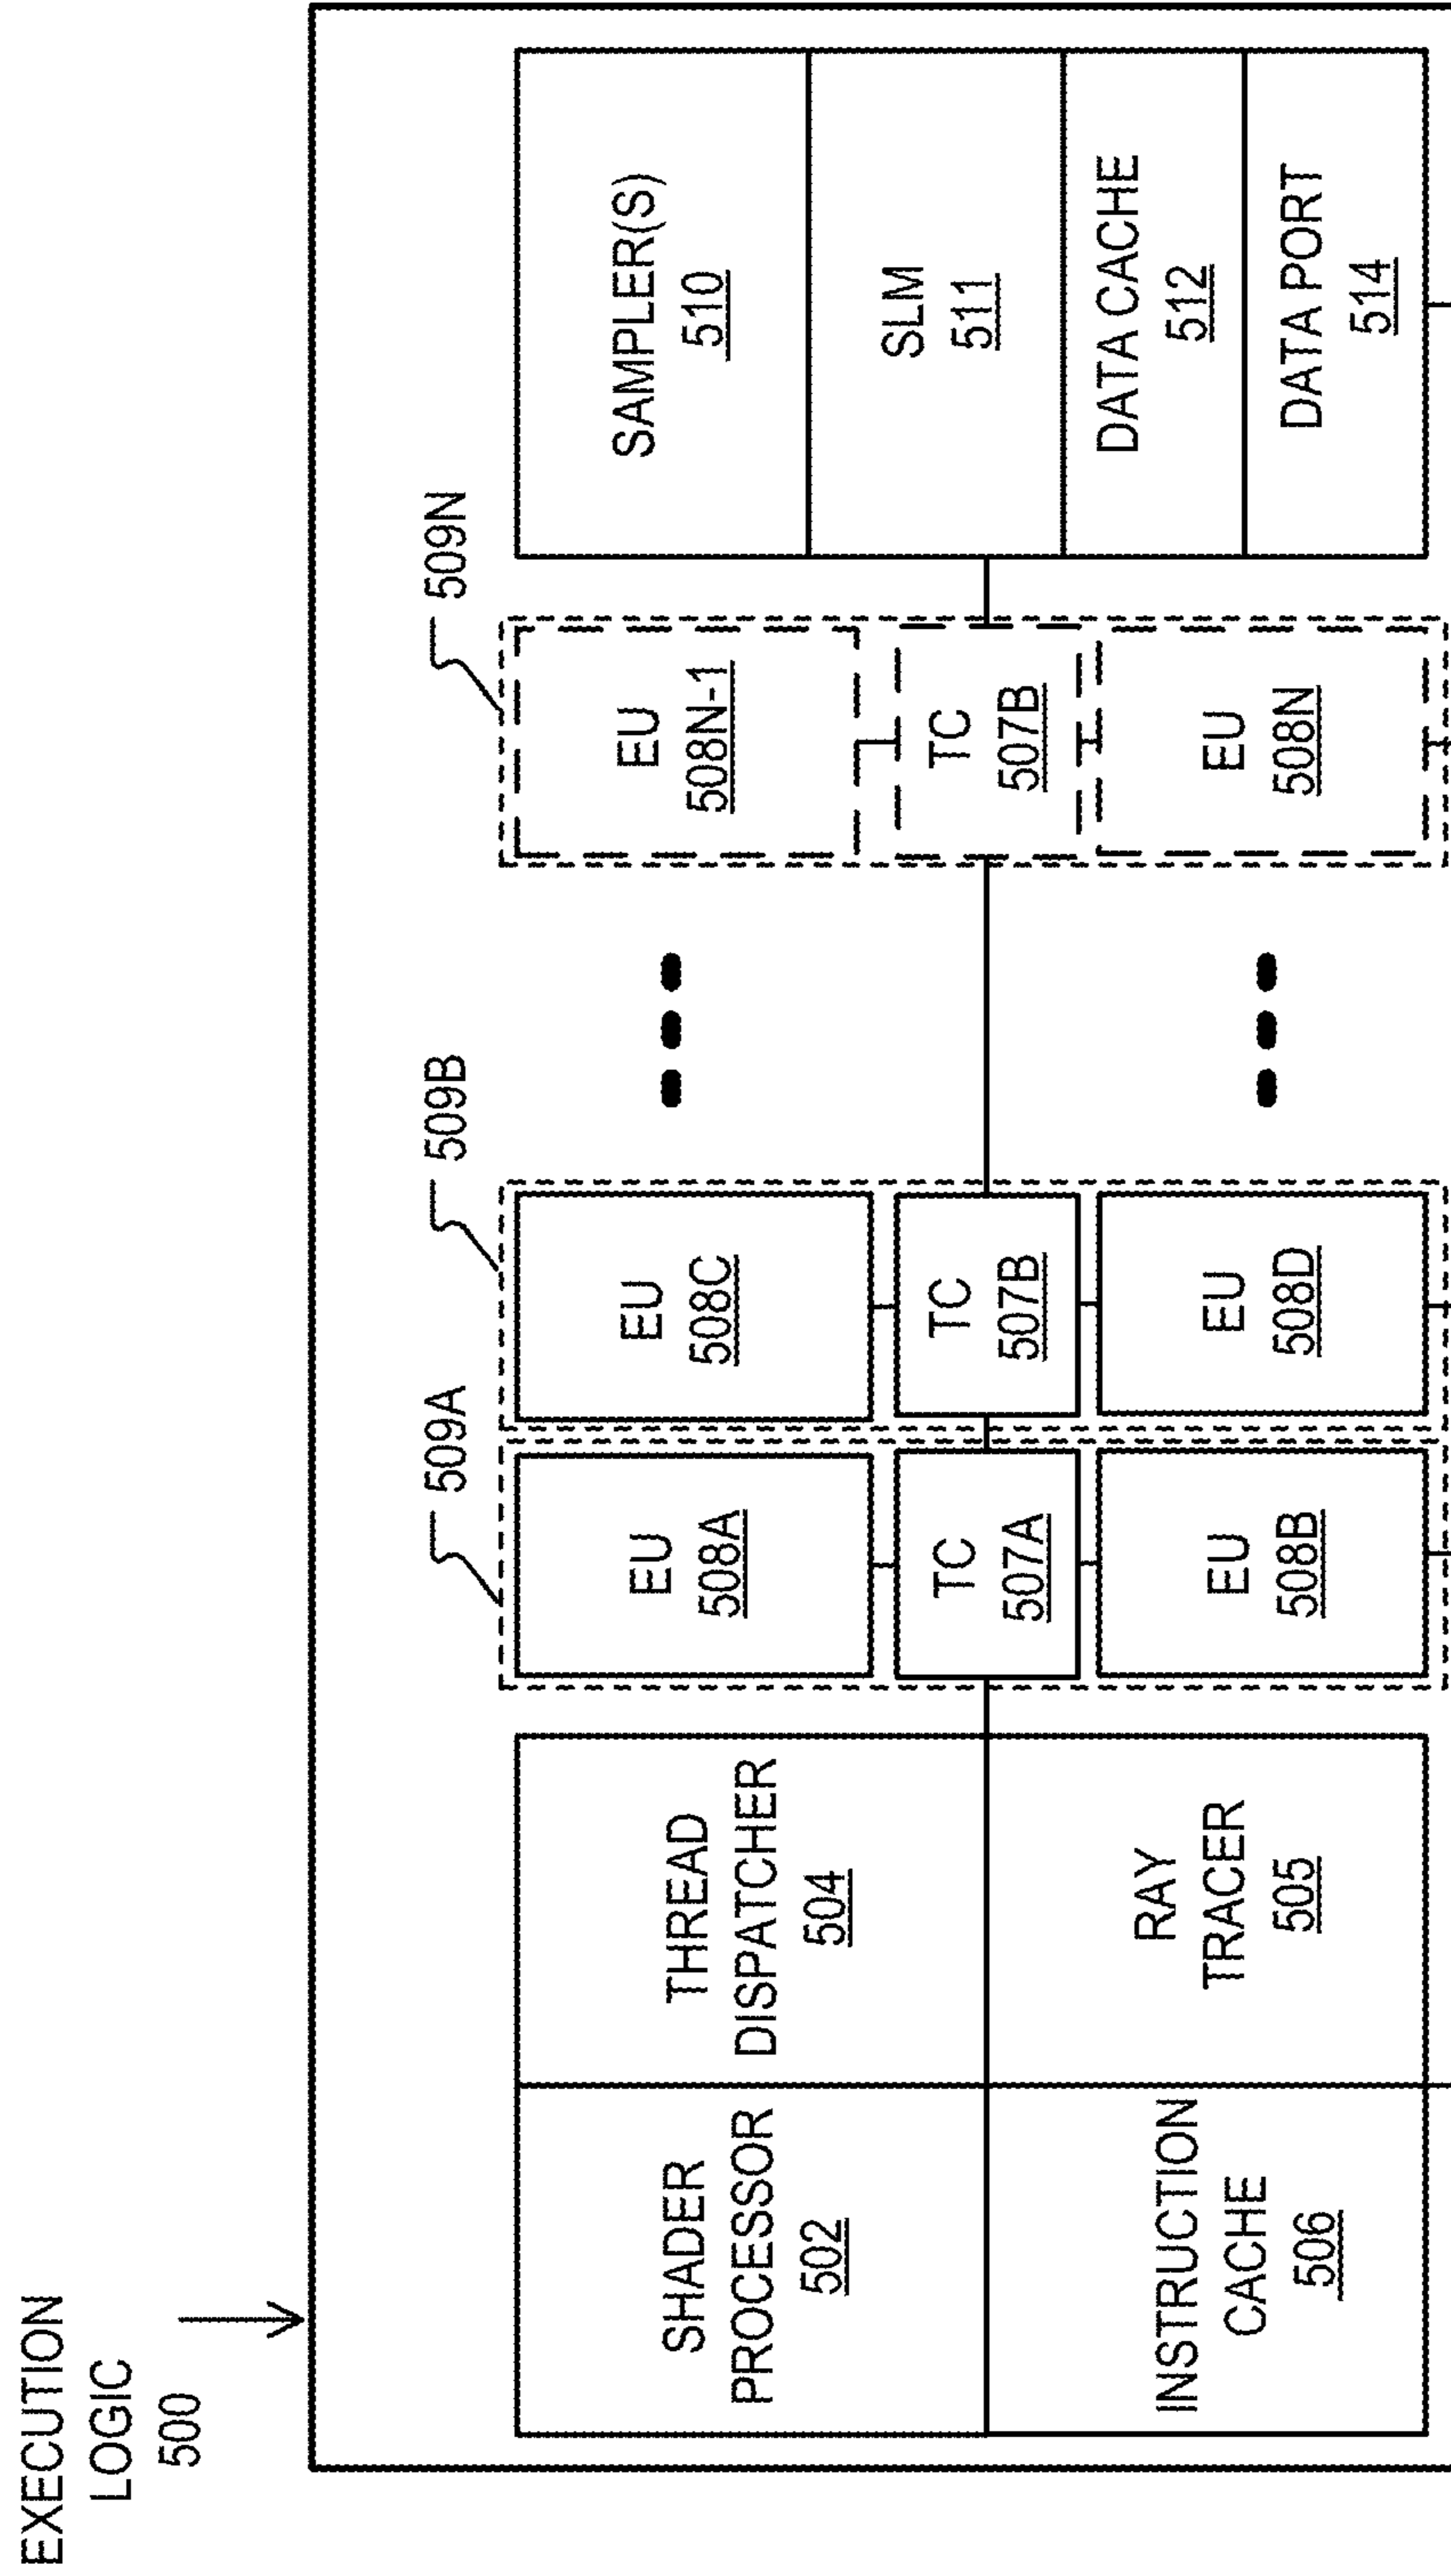 EXECUTION
LOGIC
500
509A
509B
509N
SHADER
PROCESSOR
502
THREAD
DISPATCHER
504
INSTRUCTION
CACHE
506
RAY
TRACER
505
EU
508A
TC
507A
EU
508B
EU
508C
TC
507B
EU
508D
EU
508N-1
TC
507B
EU
508N
SAMPLER(S)
510
SLM
511
DATA CACHE
512
DATA PORT
514